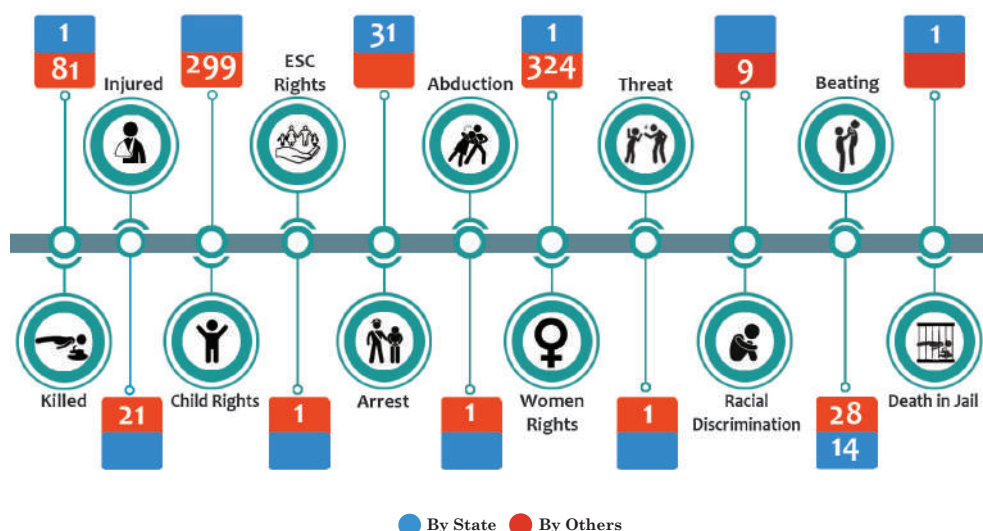 1
81
299
31
1
324
9
1
Injured
ESC
Rights
Abduction
Threat
Beating
Killed
Child Rights
Arrest
Women
Rights
Racial
Discrimination
Death in Jail
21
1
1
1
28
14
By State By Others